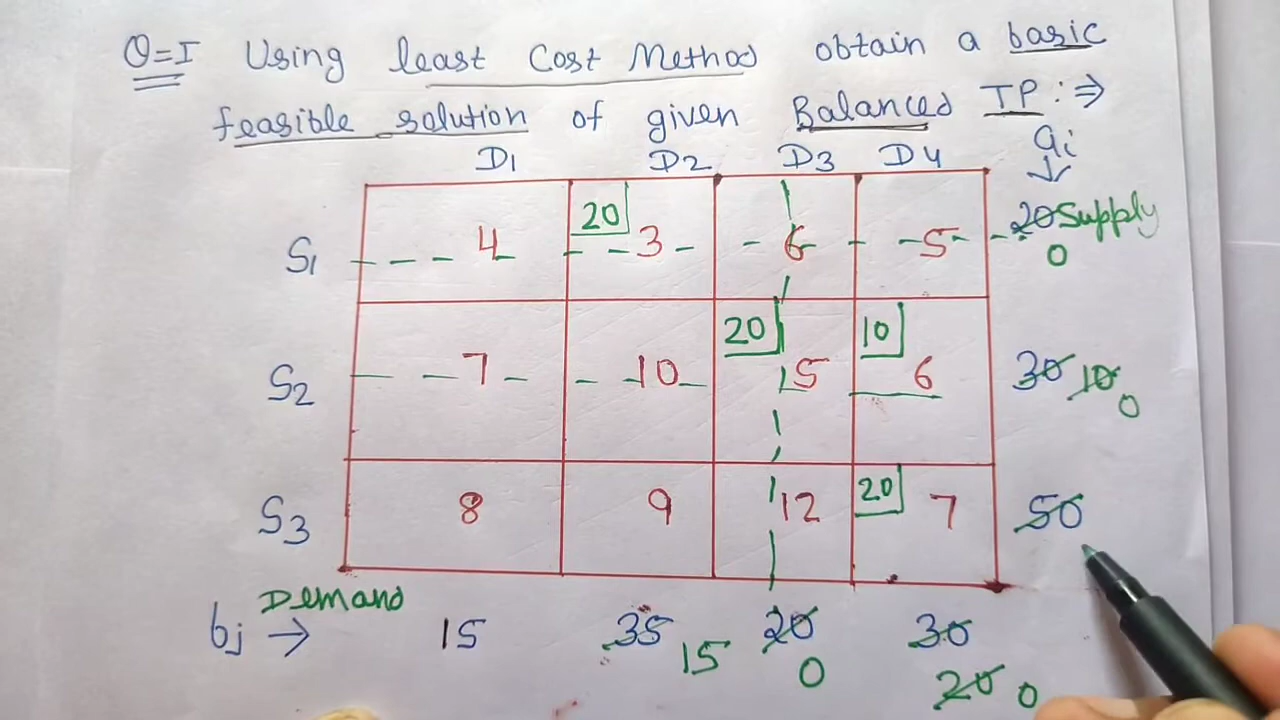 Q=I Using least Cost Method obtain a basic
feasible solution of given Balanced TP :⇒
D1 D2 D3 D4 ai ↓
S1 4 20 3 6 5 20 Supply
0
20 10
S2 7 10 5 6 30 10 0
S3 8 9 12 20 7 50
Demand
bj → 15 35 15 20 0 30
20 0